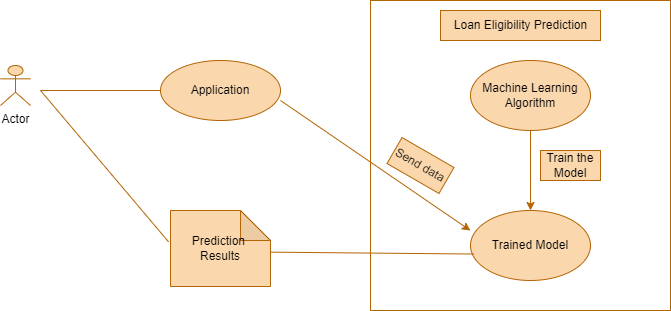 Loan Eligibility Prediction
Application
Machine Learning
Algorithm
Actor
Send data
Train the
Model
Prediction
Results
Trained Model